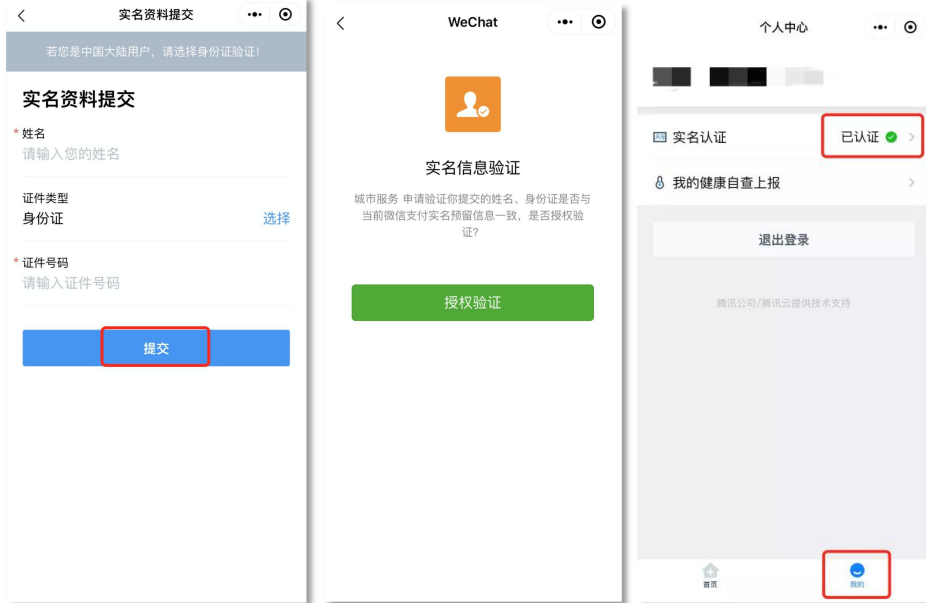 实名资料提交
若您是中国大陆用户，请选择身份证验证！
实名资料提交
*姓名
请输入您的姓名
证件类型
身份证 选择
*证件号码
请输入证件号码
提交
WeChat
实名信息验证
城市服务 申请验证你提交的姓名、身份证是否与
当前微信支付实名预留信息一致，是否授权验
证?
授权验证
个人中心
实名认证 已认证
我的健康自查上报
退出登录
腾讯公司/腾讯云提供技术支持
首页 我的